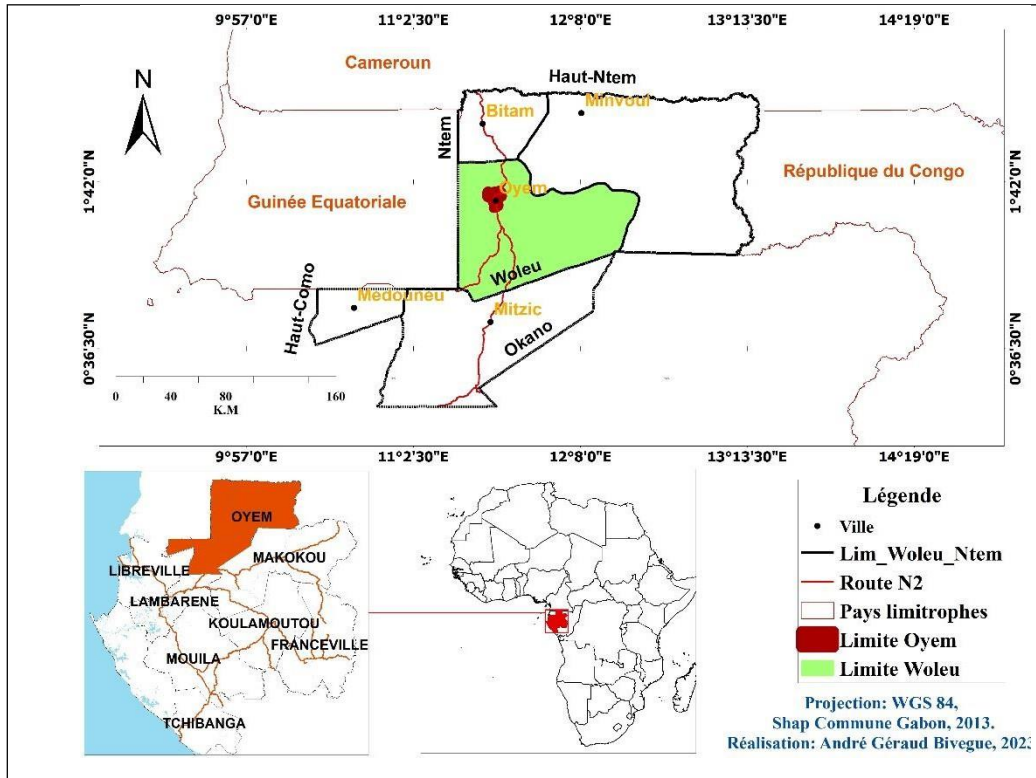 9°57'0"E 11°2'30"E 12°8'0"E 13°13'30"E 14°19'0"E
Cameroun
N
Haut-Ntem
Minvoul
Bitam
Ntem
1°42'0"N
République du Congo
1°42'0"N
Oyem
Guinée Equatoriale
Woleu
Haut-Como
Medouneu
Mitzic
Okano
0°36'30"N
0°36'30"N
0 40 80 160
K.M
9°57'0"E 11°2'30"E 12°8'0"E 13°13'30"E 14°19'0"E
OYEM
MAKOKOU
LIBREVILLE
LAMBARENE
KOULAMOUTOU
FRANCEVILLE
MOUILA
TCHIBANGA
Légende
Ville
Lim_Woleu_Ntem
Route N2
Pays limitrophes
Limite Oyem
Limite Woleu
Projection: WGS 84,
Shap Commune Gabon, 2013.
Réalisation: André Géraud Bivegue, 2023